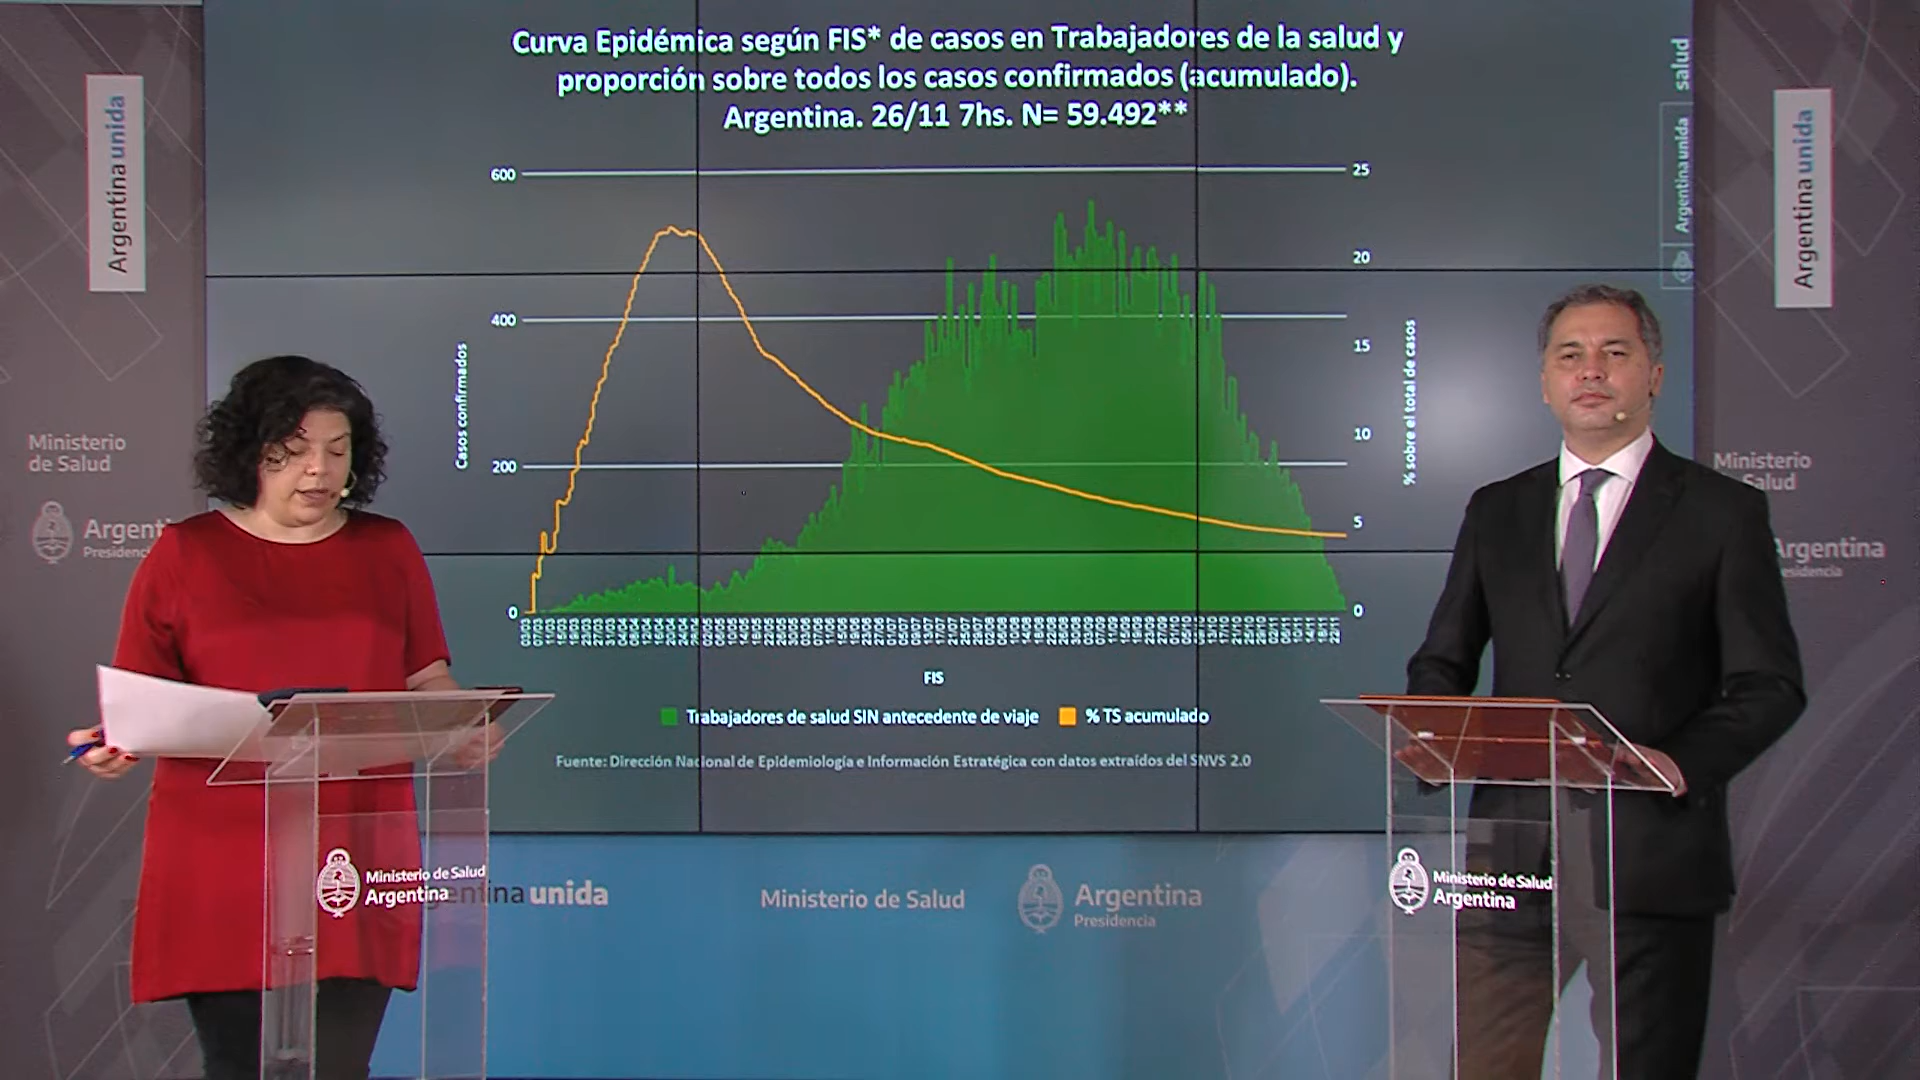 Curva Epidémica según FIS* de casos en Trabajadores de la salud y
proporción sobre todos los casos confirmados (acumulado).
Argentina. 26/11 7hs. N= 59.492**
600
400
200
0
Casos confirmados
25
20
15
10
5
0
% sobre el total de casos
FIS
Trabajadores de salud SIN antecedente de viaje
% TS acumulado
Fuente: Dirección Nacional de Epidemiología e Información Estratégica con datos extraídos del SNVS 2.0
salud
Argentina unida
Argentina unida
Argentina unida
Ministerio
de Salud
Argenti
Presidenci
Ministerio
Salud
Argentina
esidencia
Ministerio de Salud
Argentina
unida
Ministerio de Salud
Argentina
Presidencia
Ministerio de Salud
Argentina